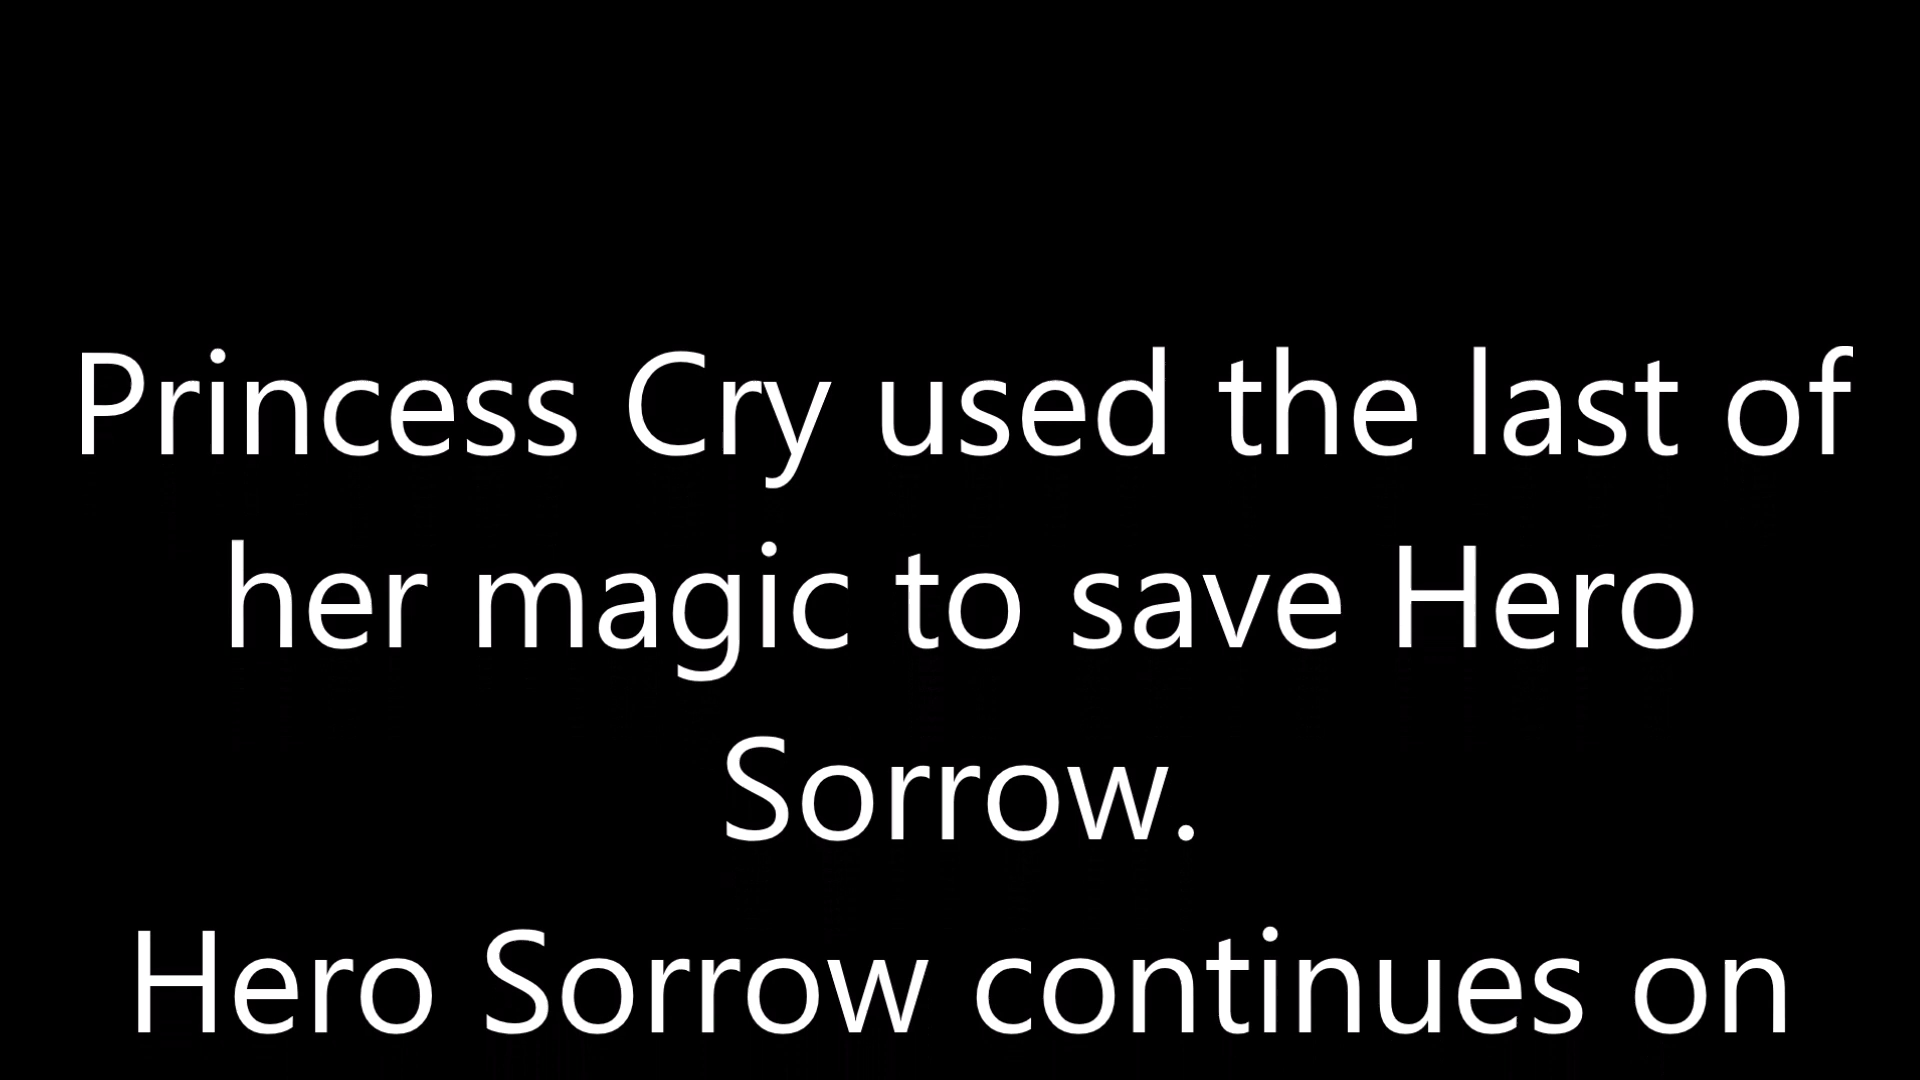 Princess Cry used the last of
her magic to save Hero
Sorrow.
Hero Sorrow continues on